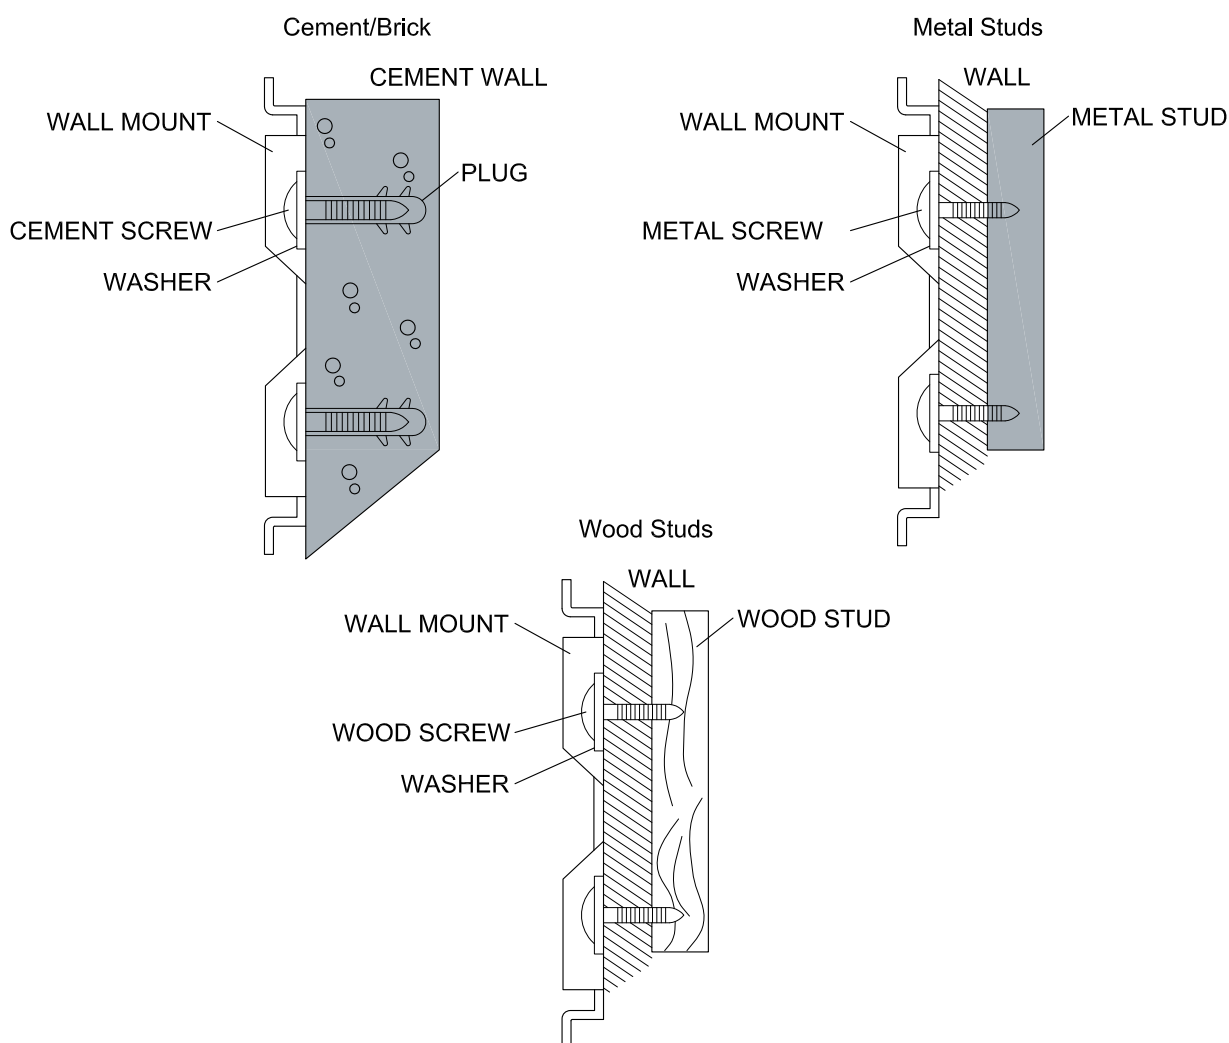 Cement/Brick
CEMENT WALL
WALL MOUNT
PLUG
CEMENT SCREW
WASHER
Metal Studs
WALL
WALL MOUNT
METAL STUD
METAL SCREW
WASHER
Wood Studs
WALL
WALL MOUNT
WOOD STUD
WOOD SCREW
WASHER